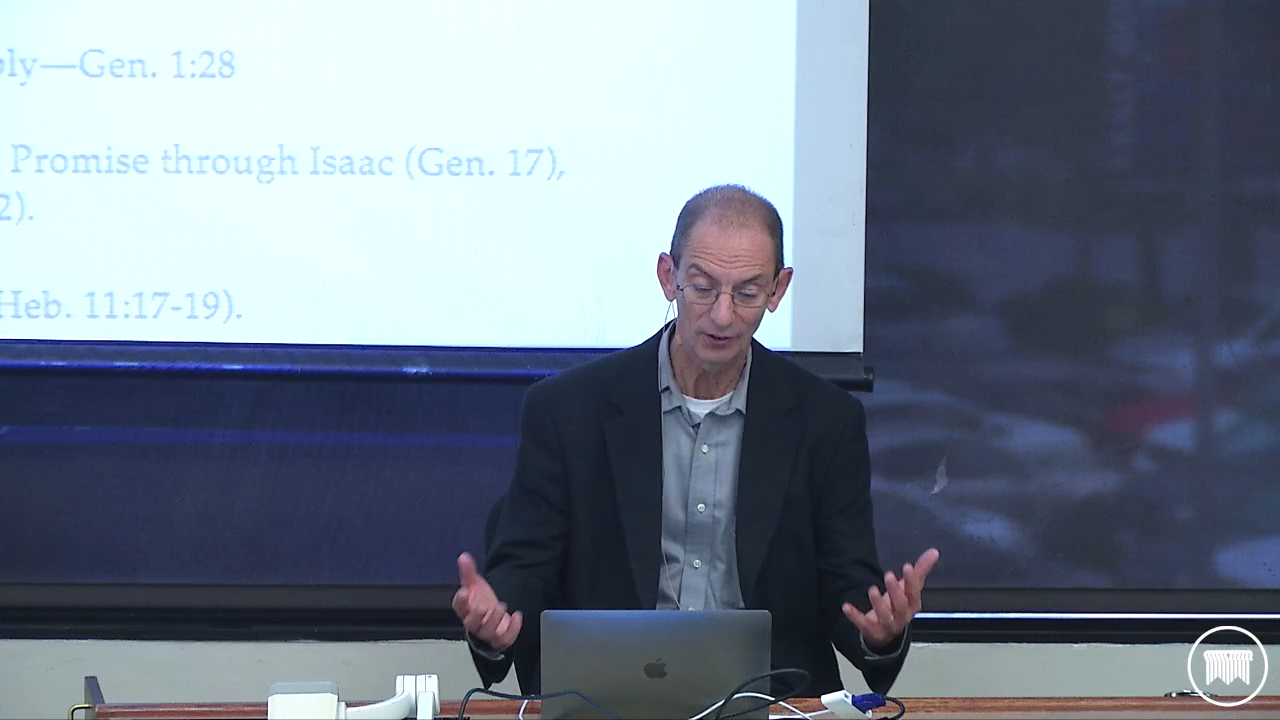 ply—Gen. 1:28
Promise through Isaac (Gen. 17),
2).
Heb. 11:17-19).